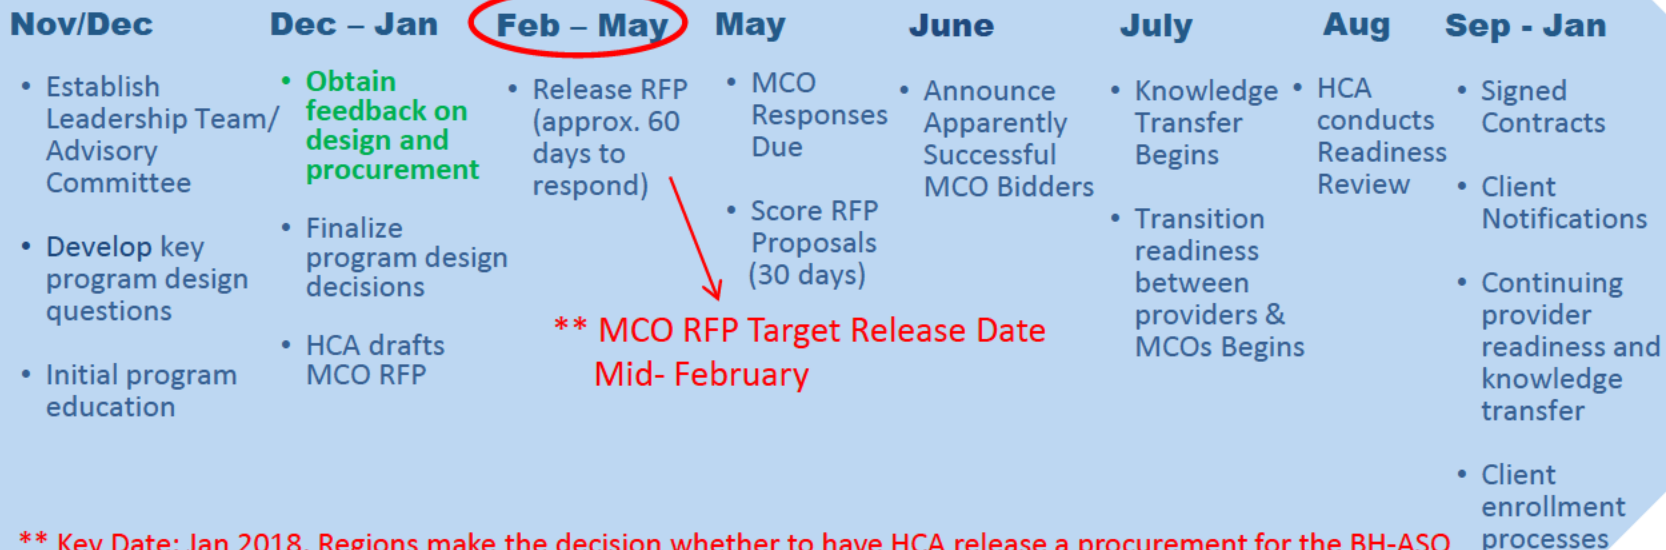 Nov/Dec
• Establish
Leadership Team/
Advisory
Committee
• Develop key
program design
questions
• Initial program
education
Dec – Jan
• Obtain
feedback on
design and
procurement
• Finalize
program design
decisions
• HCA drafts
MCO RFP
Feb – May
• Release RFP
(approx. 60
days to
respond)
May
• MCO
Responses
Due
• Score RFP
Proposals
(30 days)
** MCO RFP Target Release Date
Mid- February
June
• Announce
Apparently
Successful
MCO Bidders
July
• Knowledge
Transfer
Begins
• Transition
readiness
between
providers &
MCOs Begins
Aug
• HCA
conducts
Readiness
Review
Sep - Jan
• Signed
Contracts
• Client
Notifications
• Continuing
provider
readiness and
knowledge
transfer
• Client
enrollment
processes
** Key Date: Jan 2018. Regions make the decision whether to have HCA release a procurement for the BH-ASO